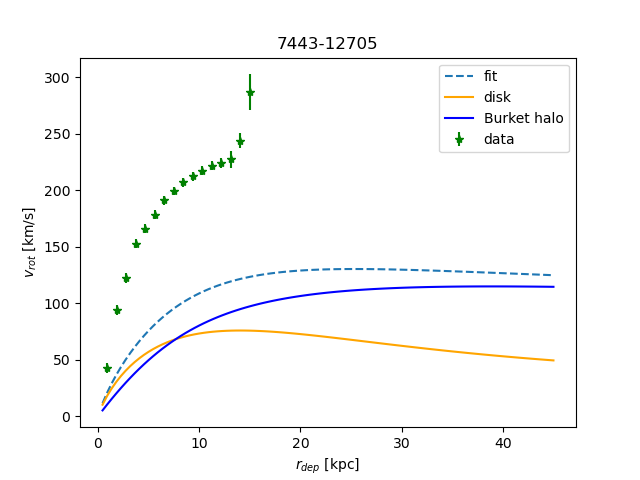 7443-12705
300
250
200
150
100
50
0
v_rot [km/s]
fit
disk
Burket halo
data
0 10 20 30 40
r_dep [kpc]